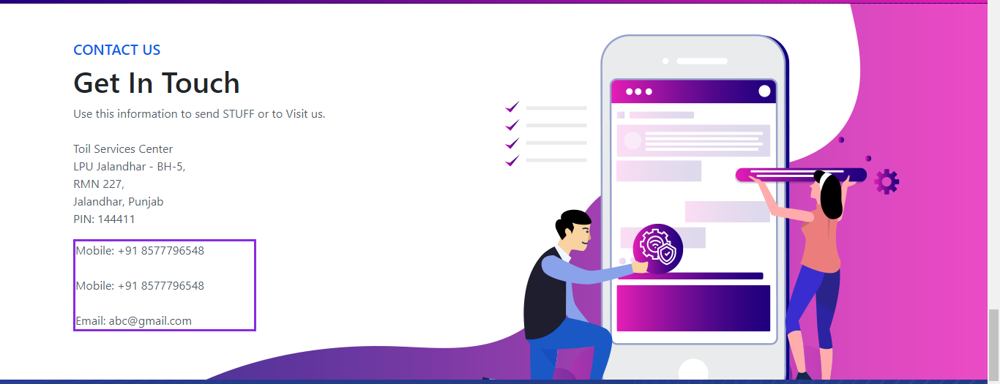 CONTACT US
Get In Touch
Use this information to send STUFF or to Visit us.
Toil Services Center
LPU Jalandhar - BH-5,
RMN 227,
Jalandhar, Punjab
PIN: 144411
Mobile: +91 8577796548
Mobile: +91 8577796548
Email: abc@gmail.com